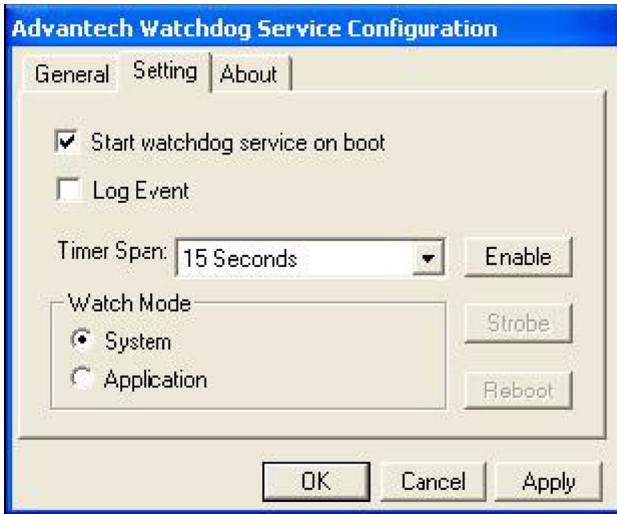 Advantech Watchdog Service Configuration
General Setting About
Start watchdog service on boot
Log Event
Timer Span: 15 Seconds Enable
Watch Mode
System
Strobe
Application
Reboot
OK Cancel Apply